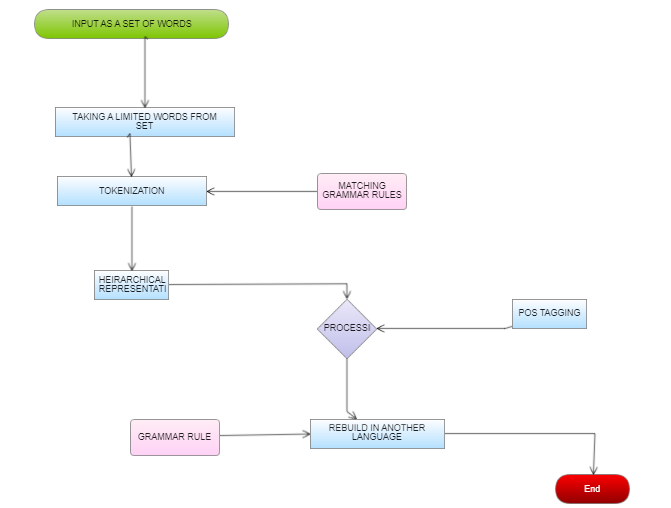 INPUT AS A SET OF WORDS
TAKING A LIMITED WORDS FROM
SET
TOKENIZATION
MATCHING
GRAMMAR RULES
HEIRARCHICAL
REPRESENTATI
PROCESSI
POS TAGGING
GRAMMAR RULE
REBUILD IN ANOTHER
LANGUAGE
End